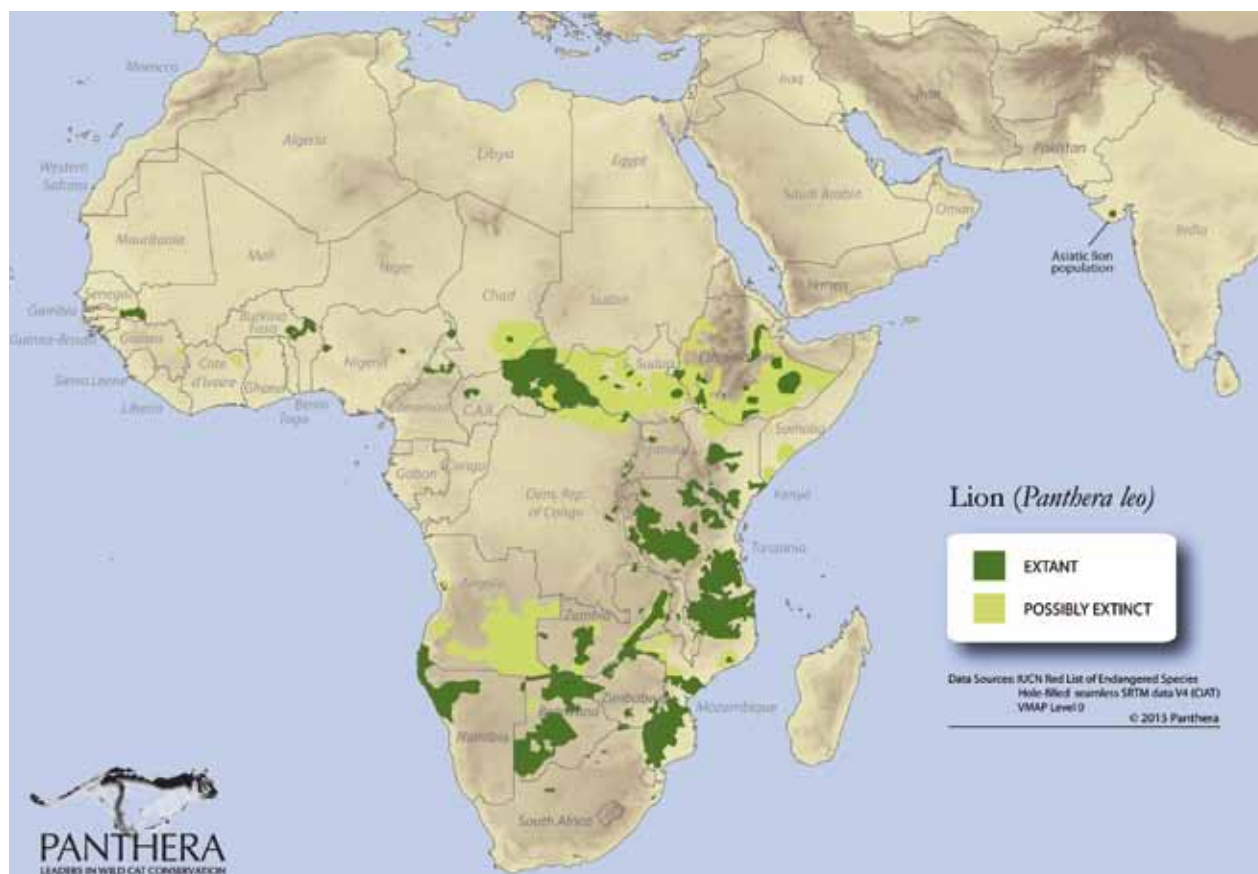 Morocco
Algeria
Libya
Egypt
Iraq
Iran
Pakistan
Western
Sahara
Saudi Arabia
Oman
India
Mauritania
Mali
Niger
Yemen
Asiatic lion
population
Senegal
Gambia
Burkina
Faso
Chad
Sudan
Guinea-Bissau
Guinea
Nigeria
Sudan
Sierra Leone
Cote
d'Ivoire
Ghana
Liberia
Benin
Togo
Cameroon
C.A.R.
Somalia
Uganda
Gabon
Congo
Dem. Rep.
of Congo
Kenya
Tanzania
Angola
Zambia
Zimbabwe
Botswana
Mozambique
Namibia
South Africa
Lion (Panthera leo)
EXTANT
POSSIBLY EXTINCT
Data Sources: IUCN Red List of Endangered Species
Hole-filled seamless SRTM data V4 (CIAT)
VMAP Level 0
© 2015 Panthera
PANTHERA
LEADERS IN WILD CAT CONSERVATION